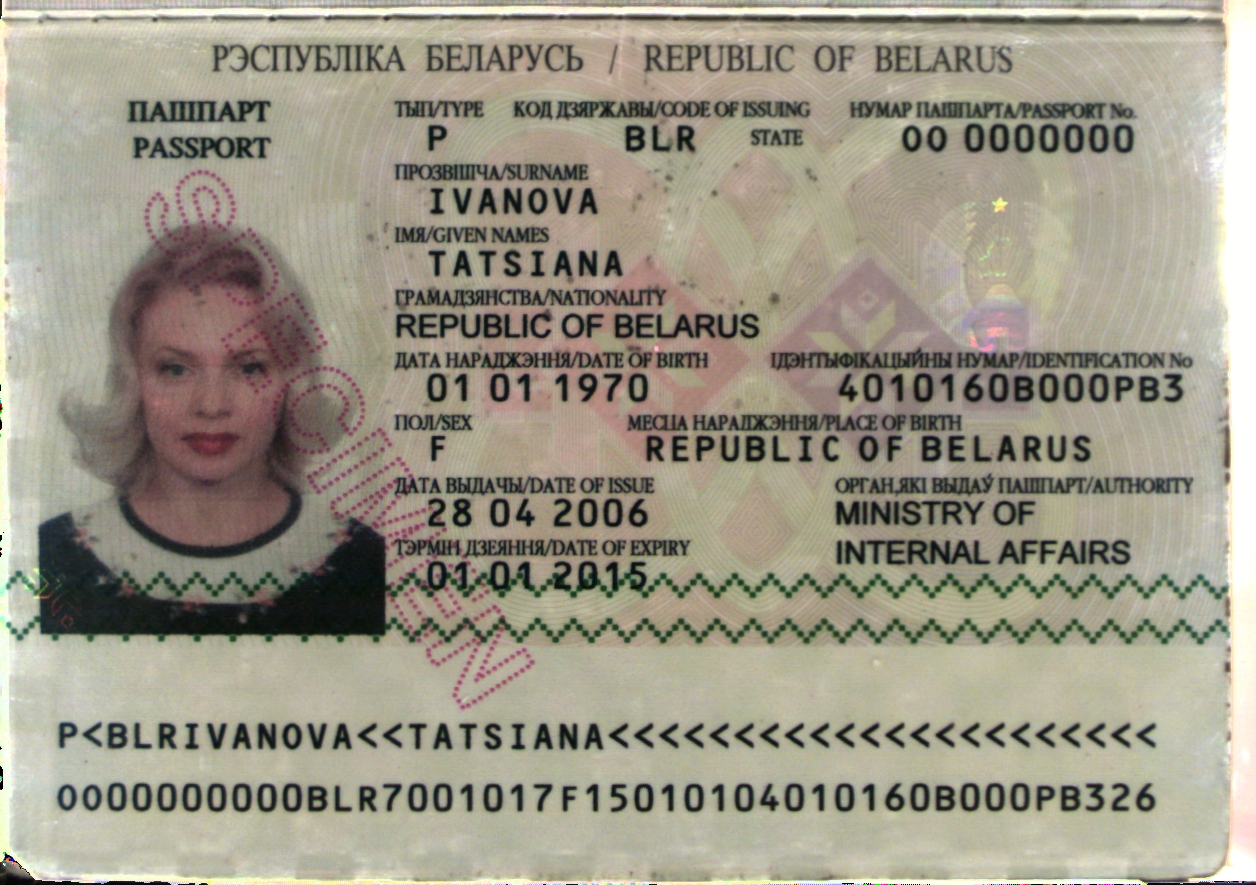 РЭСПУБЛІКА БЕЛАРУСЬ / REPUBLIC OF BELARUS
ПАШПАРТ
PASSPORT
ТЫП/TYPE КОД ДЗЯРЖАВЫ/CODE OF ISSUING STATE НУМАР ПАШПАРТА/PASSPORT No.
P BLR 00 0000000
ПРОЗВІШЧА/SURNAME
IVANOVA
ІМЯ/GIVEN NAMES
TATSIANA
ГРАМАДЗЯНСТВА/NATIONALITY
REPUBLIC OF BELARUS
ДАТА НАРАДЖЭННЯ/DATE OF BIRTH ІДЭНТЫФІКАЦЫЙНЫ НУМАР/IDENTIFICATION No
01 01 1970 4010160B000PB3
ПОЛ/SEX МЕСЦА НАРАДЖЭННЯ/PLACE OF BIRTH
F REPUBLIC OF BELARUS
ДАТА ВЫДАЧЫ/DATE OF ISSUE ОРГАН,ЯКІ ВЫДАЎ ПАШПАРТ/AUTHORITY
28 04 2006 MINISTRY OF
ТЭРМІН ДЗЕЯННЯ/DATE OF EXPIRY INTERNAL AFFAIRS
01 01 2015
SPECIMEN
P<BLRIVANOVA<<TATSIANA<<<<<<<<<<<<<<<<<<<<<<
0000000000BLR7001017F15010104010160B000PB326